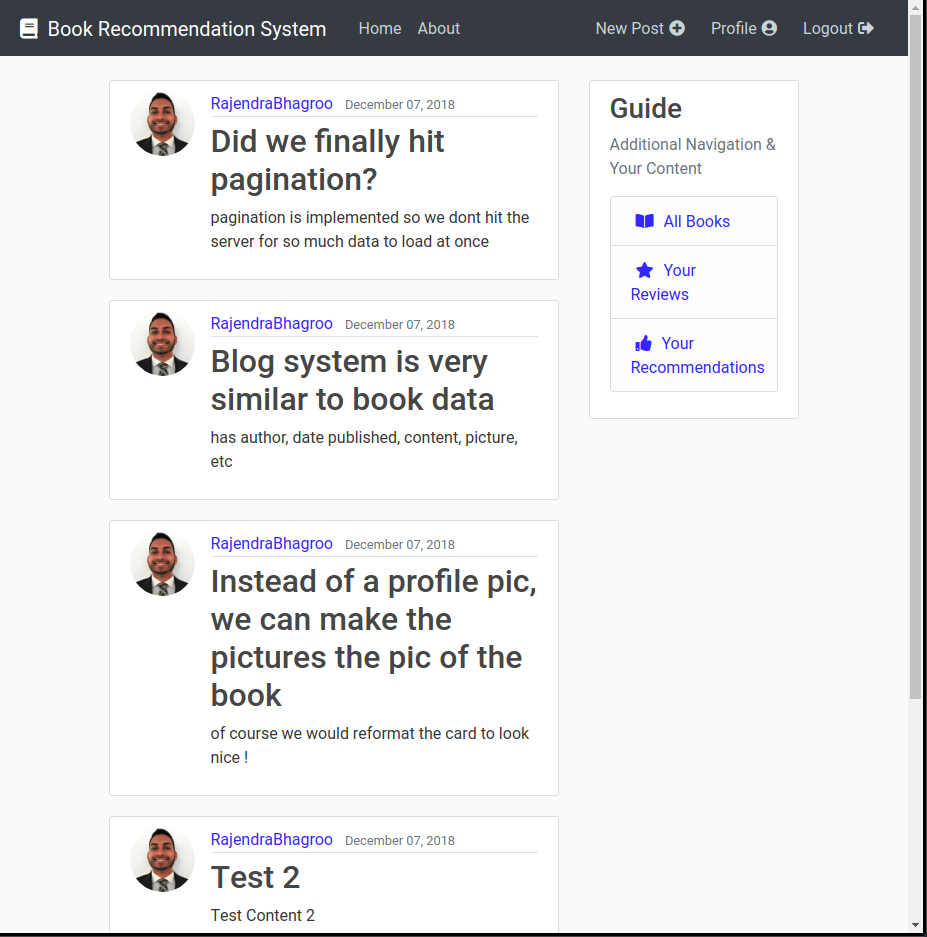 Book Recommendation System Home About New Post Profile Logout
RajendraBhagroo December 07, 2018
Did we finally hit
pagination?
pagination is implemented so we dont hit the
server for so much data to load at once
RajendraBhagroo December 07, 2018
Blog system is very
similar to book data
has author, date published, content, picture,
etc
RajendraBhagroo December 07, 2018
Instead of a profile pic,
we can make the
pictures the pic of the
book
of course we would reformat the card to look
nice !
RajendraBhagroo December 07, 2018
Test 2
Test Content 2
Guide
Additional Navigation &
Your Content
All Books
Your
Reviews
Your
Recommendations